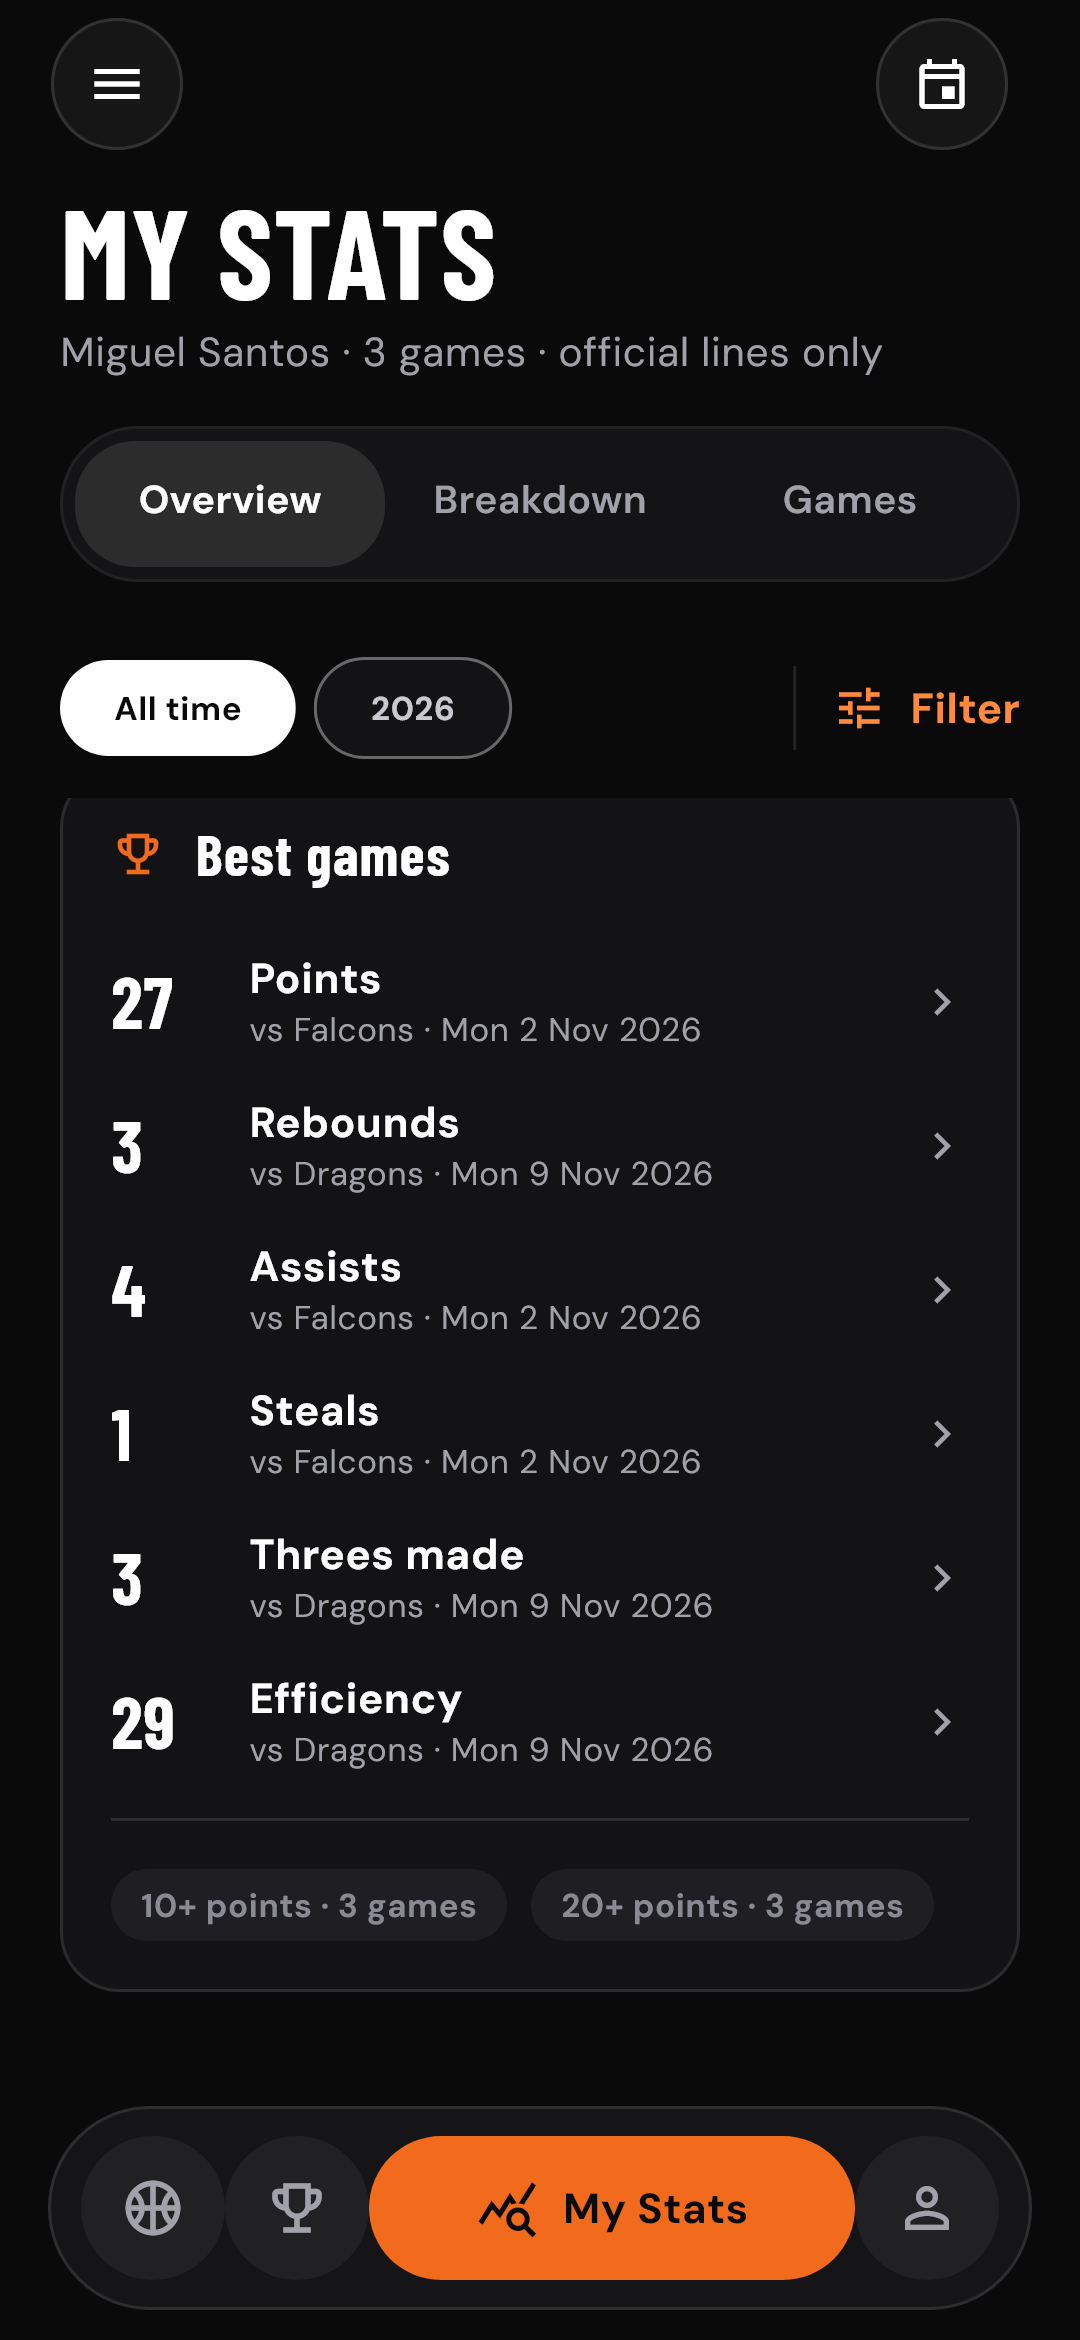 MY STATS
Miguel Santos · 3 games · official lines only
Overview Breakdown Games
All time 2026 Filter
Best games
27 Points
vs Falcons · Mon 2 Nov 2026
3 Rebounds
vs Dragons · Mon 9 Nov 2026
4 Assists
vs Falcons · Mon 2 Nov 2026
1 Steals
vs Falcons · Mon 2 Nov 2026
3 Threes made
vs Dragons · Mon 9 Nov 2026
29 Efficiency
vs Dragons · Mon 9 Nov 2026
10+ points · 3 games 20+ points · 3 games
My Stats